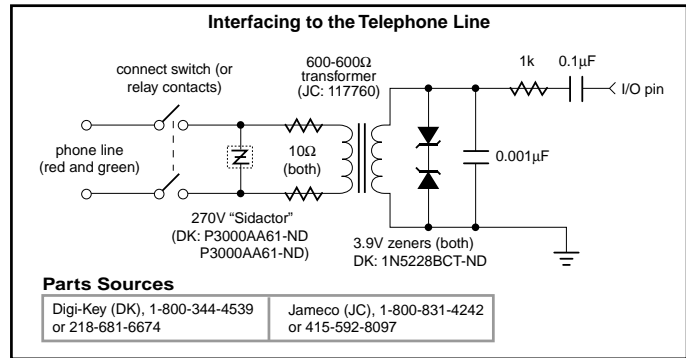 Interfacing to the Telephone Line
600-600Ω
transformer
(JC: 117760)
connect switch (or
relay contacts)
1k
0.1µF
I/O pin
phone line
(red and green)
10Ω
(both)
0.001µF
270V “Sidactor”
(DK: P3000AA61-ND
P3000AA61-ND)
3.9V zeners (both)
DK: 1N5228BCT-ND
Parts Sources
Digi-Key (DK), 1-800-344-4539
or 218-681-6674
Jameco (JC), 1-800-831-4242
or 415-592-8097